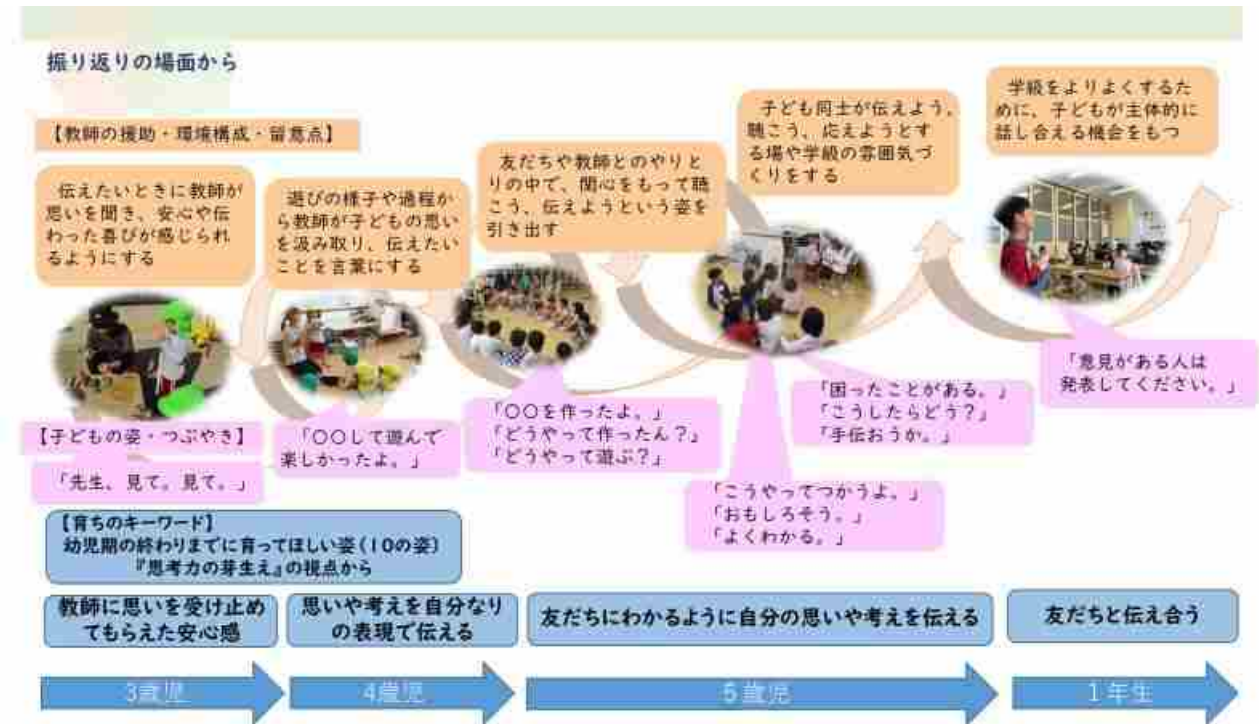 振り返りの場面から
【教師の援助・環境構成・留意点】
伝えたいときに教師が
思いを聞き、安心や伝
わった喜びが感じられ
るようにする
遊びの様子や過程か
ら教師が子どもの思い
を汲み取り、伝えたい
ことを言葉にする
友だちや教師とのやりと
りの中で、関心をもって聴
こう、伝えようという姿を
引き出す
子ども同士が伝えよう、
聴こう、応えようとす
る場や学級の雰囲気づ
くりをする
学級をよりよくするた
めに、子どもが主体的に
話し合える機会をもつ
【子どもの姿・つぶやき】
「先生、見て。見て。」
「〇〇して遊んで
楽しかったよ。」
「〇〇を作ったよ。」
「どうやって作ったん?」
「どうやって遊ぶ?」
「こうやってつかうよ。」
「おもしろそう。」
「よくわかる。」
「困ったことがある。」
「こうしたらどう?」
「手伝おうか。」
「意見がある人は
発表してください。」
【育ちのキーワード】
幼児期の終わりまでに育ってほしい姿(10の姿)
『思考力の芽生え』の視点から
教師に思いを受け止め
てもらえた安心感
思いや考えを自分なり
の表現で伝える
友だちにわかるように自分の思いや考えを伝える
友だちと伝え合う
3歳児
4歳児
5歳児
1年生